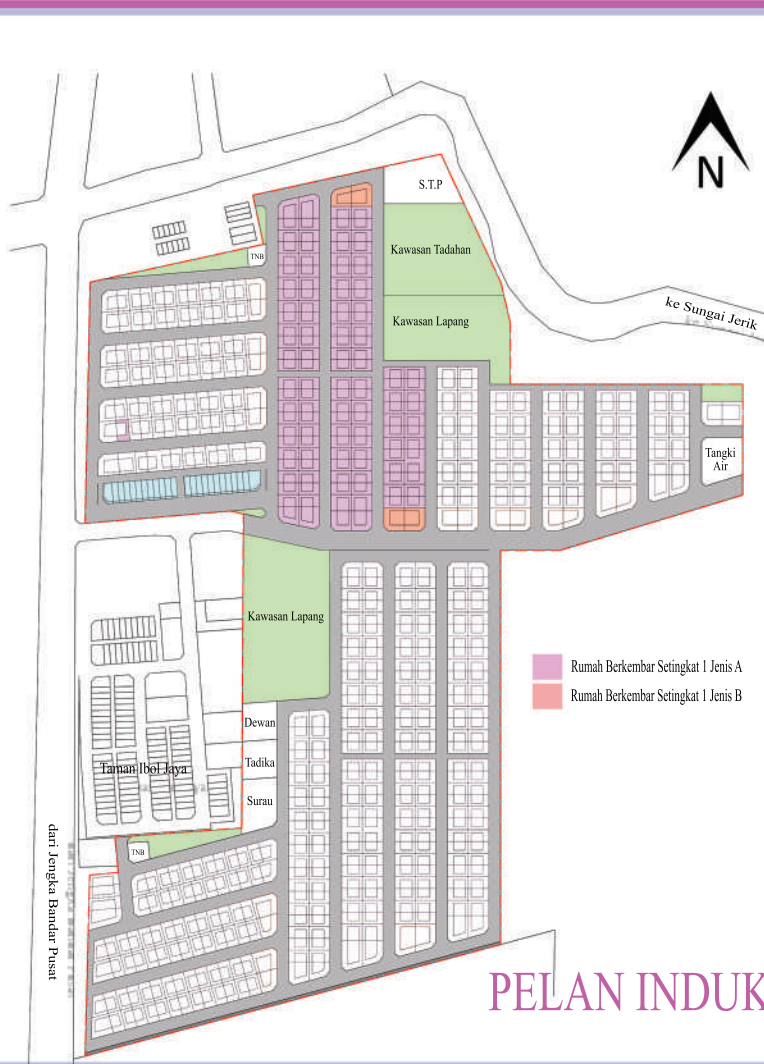 N
S.T.P
Kawasan Tadahan
TNB
ke Sungai Jerik
Kawasan Lapang
Tangki
Air
Kawasan Lapang
Rumah Berkembar Setingkat 1 Jenis A
Rumah Berkembar Setingkat 1 Jenis B
Dewan
Tadika
Taman Ibol Jaya
Surau
TNB
dari Jengka Bandar Pusat
PELAN INDUK